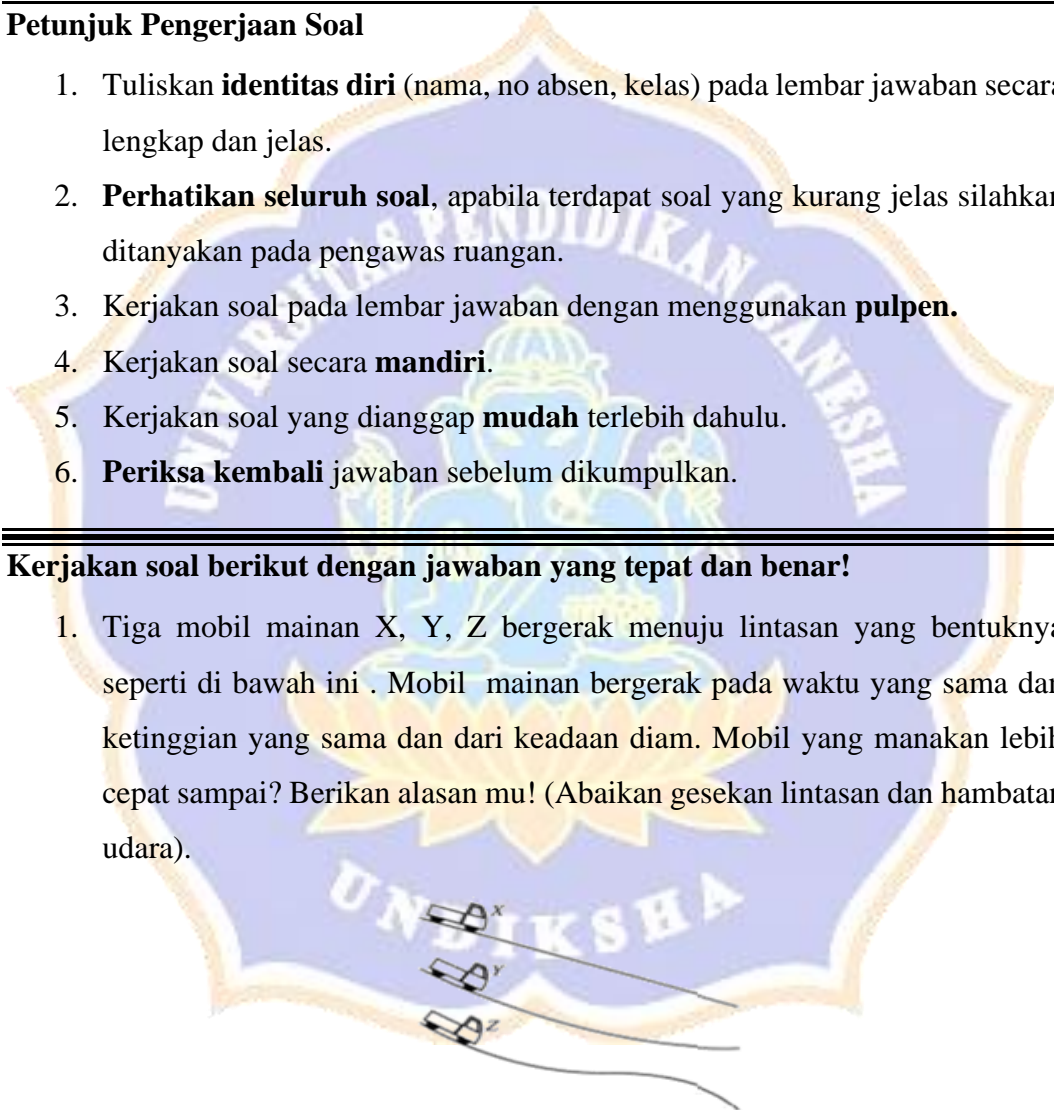 Petunjuk Pengerjaan Soal
1. Tuliskan identitas diri (nama, no absen, kelas) pada lembar jawaban secara
lengkap dan jelas.
2. Perhatikan seluruh soal, apabila terdapat soal yang kurang jelas silahkan
ditanyakan pada pengawas ruangan.
3. Kerjakan soal pada lembar jawaban dengan menggunakan pulpen.
4. Kerjakan soal secara mandiri.
5. Kerjakan soal yang dianggap mudah terlebih dahulu.
6. Periksa kembali jawaban sebelum dikumpulkan.
Kerjakan soal berikut dengan jawaban yang tepat dan benar!
1. Tiga mobil mainan X, Y, Z bergerak menuju lintasan yang bentuknya
seperti di bawah ini . Mobil mainan bergerak pada waktu yang sama dan
ketinggian yang sama dan dari keadaan diam. Mobil yang manakan lebih
cepat sampai? Berikan alasan mu! (Abaikan gesekan lintasan dan hambatan
udara).
X
Y
Z
UNIVERSITAS PENDIDIKAN GANESHA
UNDIKSHA